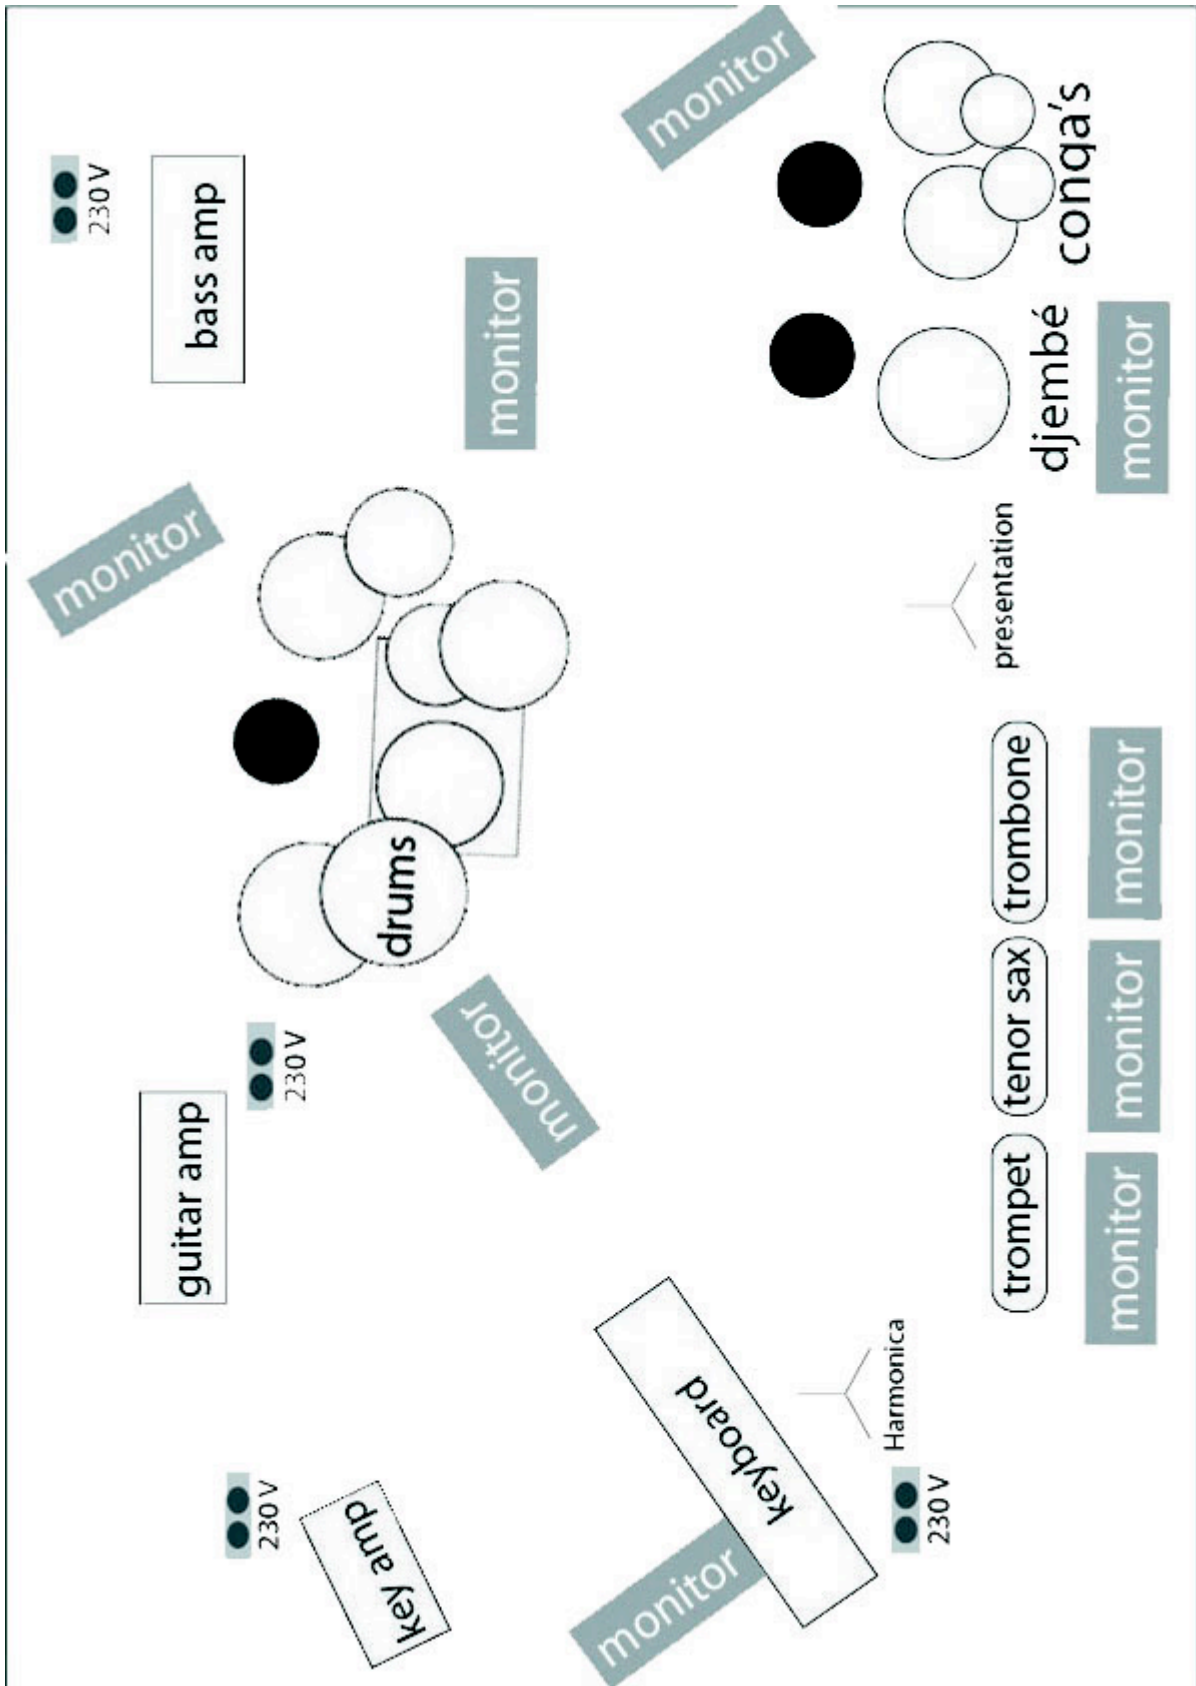 230 V
monitor
guitar amp
bass amp
230 V
230 V
key amp
drums
monitor
monitor
monitor
keyboard
monitor
Harmonica
230 V
presentation
trompet
tenor sax
trombone
djembé
conqa's
monitor
monitor
monitor
monitor